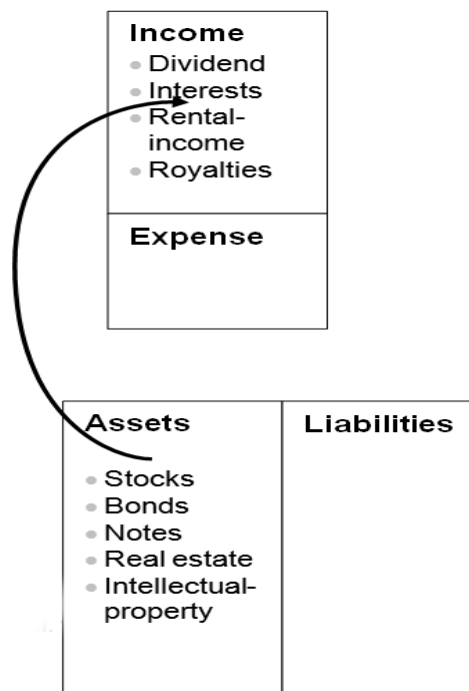 Income
Dividend
Interests
Rental-
income
Royalties
Expense
Assets
Stocks
Bonds
Notes
Real estate
Intellectual-
property
Liabilities